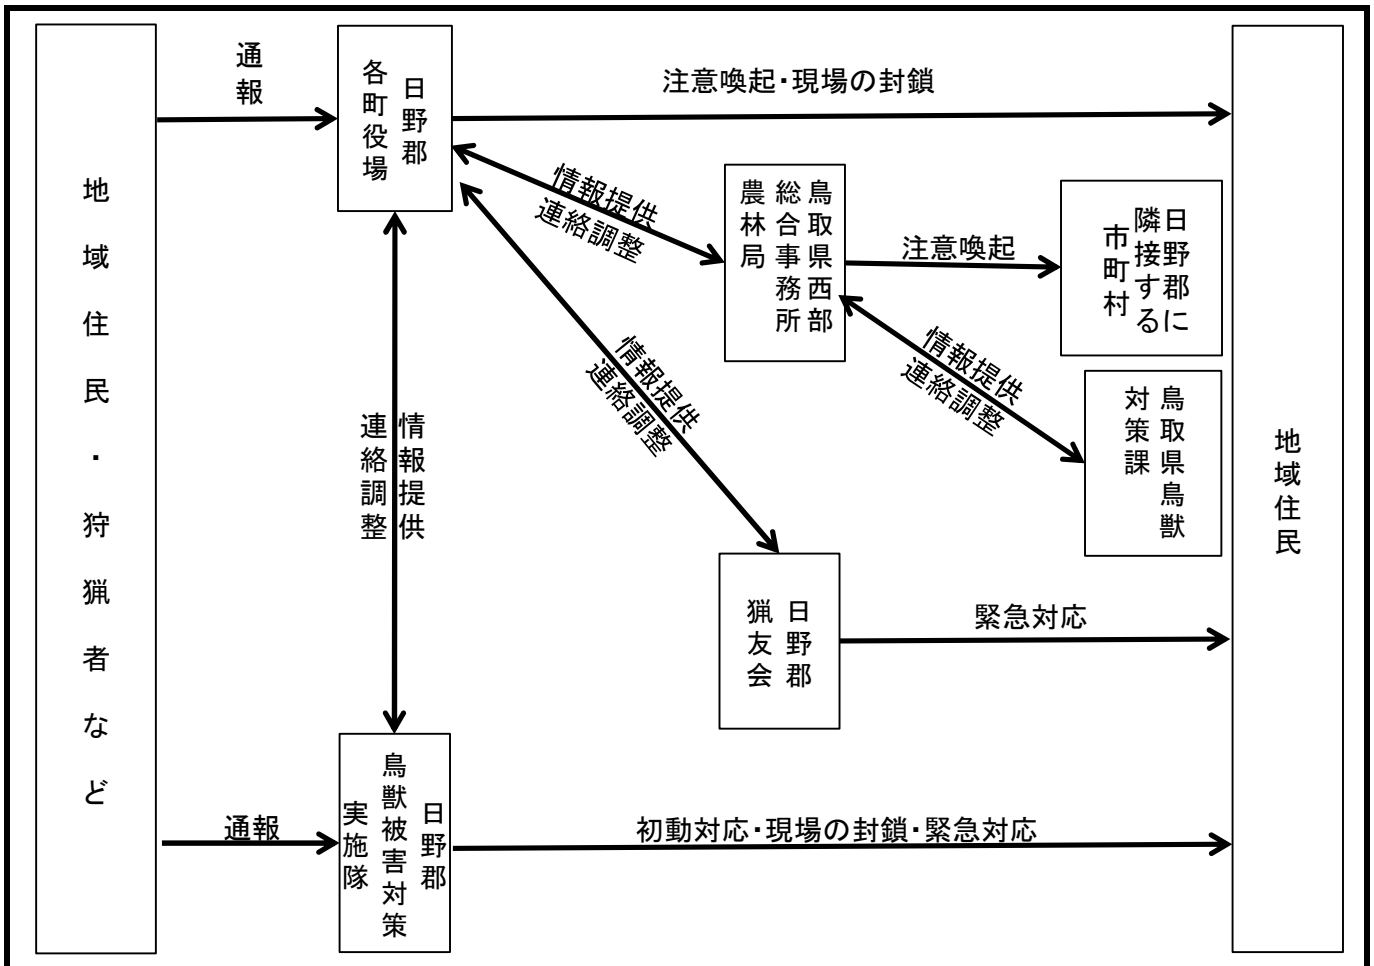 地域住民・狩猟者など
通報
日野郡
各町役場
注意喚起・現場の封鎖
情報提供
連絡調整
鳥取県西部
総合事務所
農林局
注意喚起
日野郡に
隣接する
市町村
情報提供
連絡調整
鳥取県鳥獣
対策課
情報提供
連絡調整
情報提供
連絡調整
日野郡
猟友会
緊急対応
通報
日野郡
鳥獣被害対策
実施隊
初動対応・現場の封鎖・緊急対応
地域住民